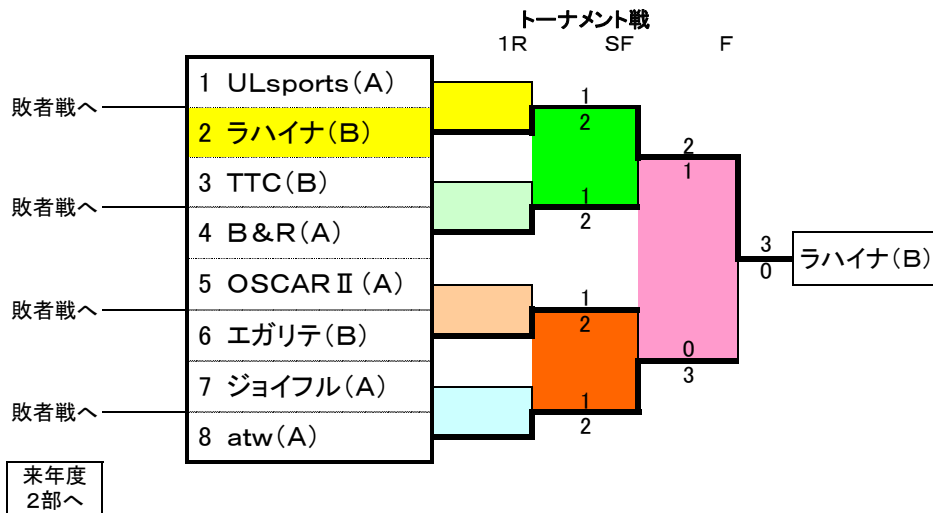 トーナメント戦
1R SF F
1 ULsports(A)
敗者戦へ
2 ラハイナ(B)
3 TTC(B)
敗者戦へ
4 B&R(A)
5 OSCARⅡ(A)
敗者戦へ
6 エガリテ(B)
7 ジョイフル(A)
敗者戦へ
8 atw(A)
1
2
1
2
1
2
1
2
2
1
0
3
3
0
ラハイナ(B)
来年度
2部へ